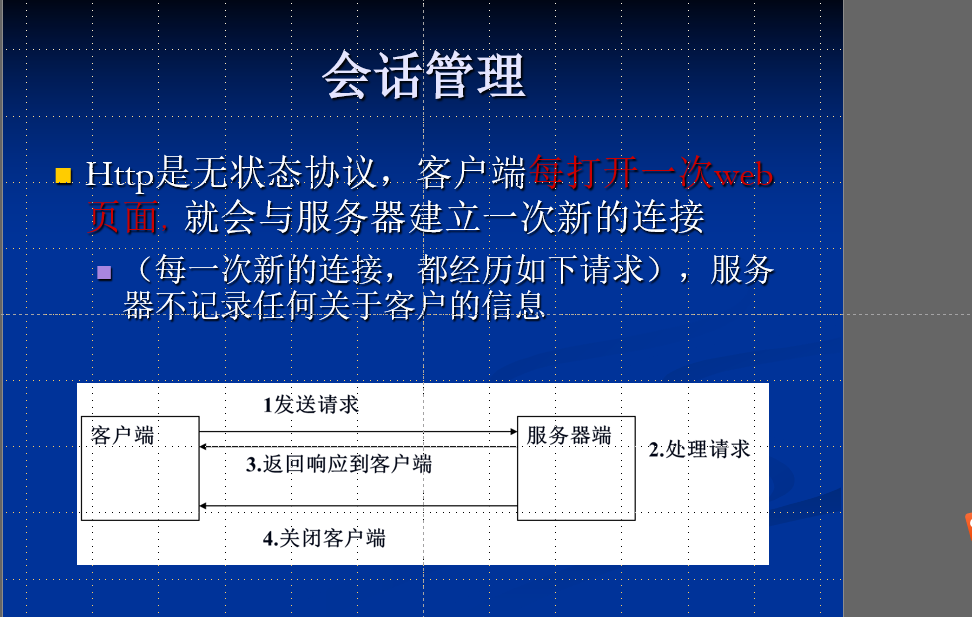 会话管理
Http是无状态协议，客户端每打开一次web
页面, 就会与服务器建立一次新的连接
（每一次新的连接，都经历如下请求），服务
器不记录任何关于客户的信息
1发送请求
客户端
服务器端
2.处理请求
3.返回响应到客户端
4.关闭客户端